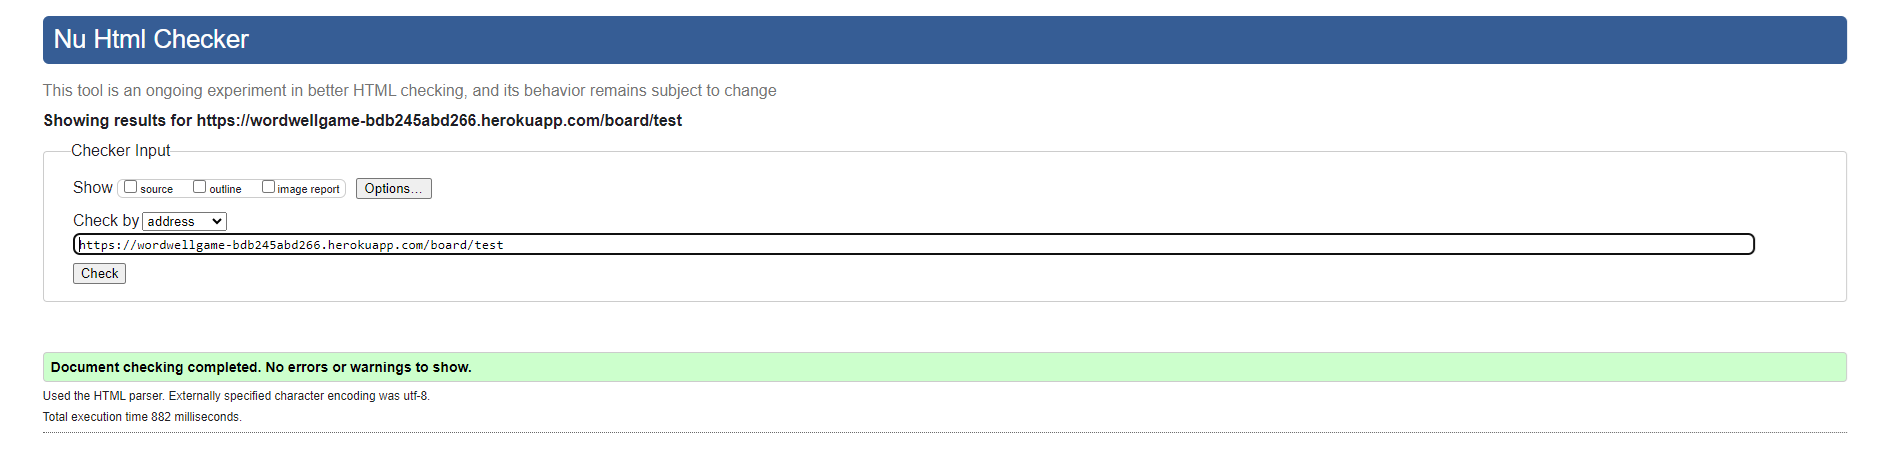 Nu Html Checker
This tool is an ongoing experiment in better HTML checking, and its behavior remains subject to change
Showing results for https://wordwellgame-bdb245abd266.herokuapp.com/board/test
Checker Input
Show source outline image report Options...
Check by address
https://wordwellgame-bdb245abd266.herokuapp.com/board/test
Check
Document checking completed. No errors or warnings to show.
Used the HTML parser. Externally specified character encoding was utf-8.
Total execution time 882 milliseconds.